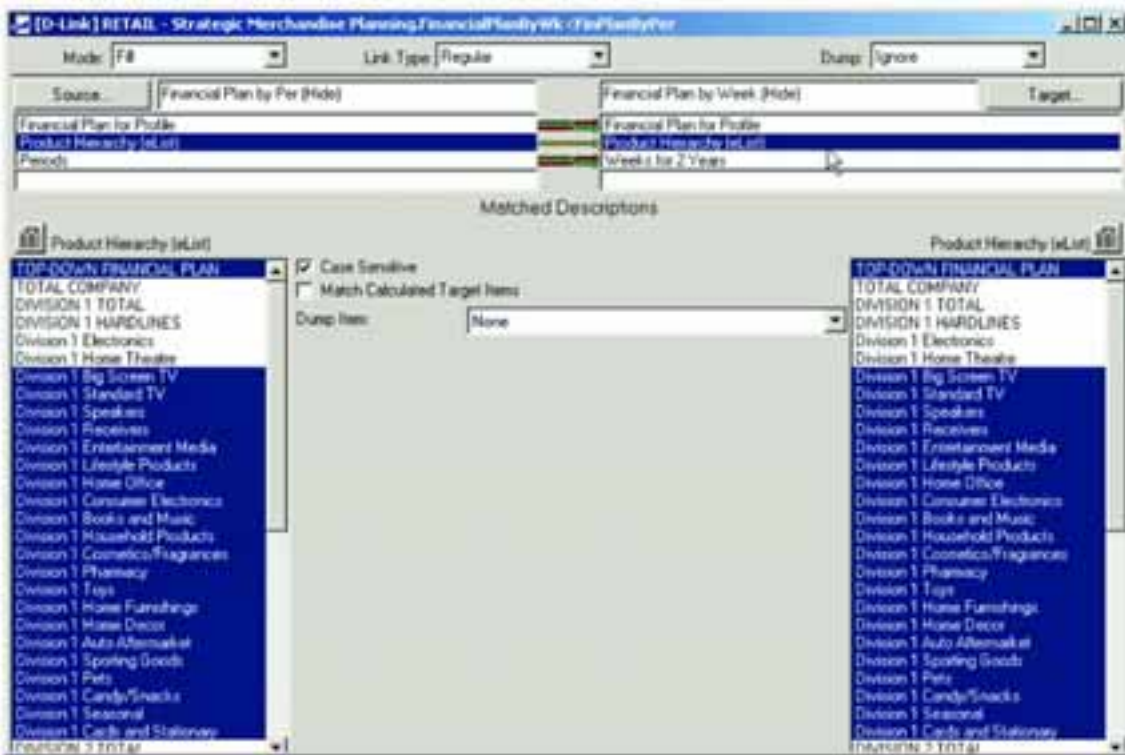 [D-Link] RETAIL - Strategic Merchandise Planning.FinancialPlanByWk<FinPlanByPer
Mode: Fill Link Type: Regular Dump: Ignore
Source... Financial Plan by Per (Hide) Financial Plan by Week (Hide) Target...
Financial Plan for Profile Financial Plan for Profile
Product Hierarchy (eList) Product Hierarchy (eList)
Periods Weeks for 2 Years
Matched Descriptions
Product Hierarchy (eList) Product Hierarchy (eList)
TOP-DOWN FINANCIAL PLAN Case Sensitive TOP-DOWN FINANCIAL PLAN
TOTAL COMPANY Match Calculated Target Items TOTAL COMPANY
DIVISION 1 TOTAL DIVISION 1 TOTAL
DIVISION 1 HARDLINES Dump Item: None DIVISION 1 HARDLINES
Division 1 Electronics Division 1 Electronics
Division 1 Home Theatre Division 1 Home Theatre
Division 1 Big Screen TV Division 1 Big Screen TV
Division 1 Standard TV Division 1 Standard TV
Division 1 Speakers Division 1 Speakers
Division 1 Receivers Division 1 Receivers
Division 1 Entertainment Media Division 1 Entertainment Media
Division 1 Lifestyle Products Division 1 Lifestyle Products
Division 1 Home Office Division 1 Home Office
Division 1 Consumer Electronics Division 1 Consumer Electronics
Division 1 Books and Music Division 1 Books and Music
Division 1 Household Products Division 1 Household Products
Division 1 Cosmetics/Fragrances Division 1 Cosmetics/Fragrances
Division 1 Pharmacy Division 1 Pharmacy
Division 1 Toys Division 1 Toys
Division 1 Home Furnishings Division 1 Home Furnishings
Division 1 Home Decor Division 1 Home Decor
Division 1 Auto Aftermarket Division 1 Auto Aftermarket
Division 1 Sporting Goods Division 1 Sporting Goods
Division 1 Pets Division 1 Pets
Division 1 Candy/Snacks Division 1 Candy/Snacks
Division 1 Seasonal Division 1 Seasonal
Division 1 Cards and Stationary Division 1 Cards and Stationary
DIVISION 2 TOTAL DIVISION 2 TOTAL